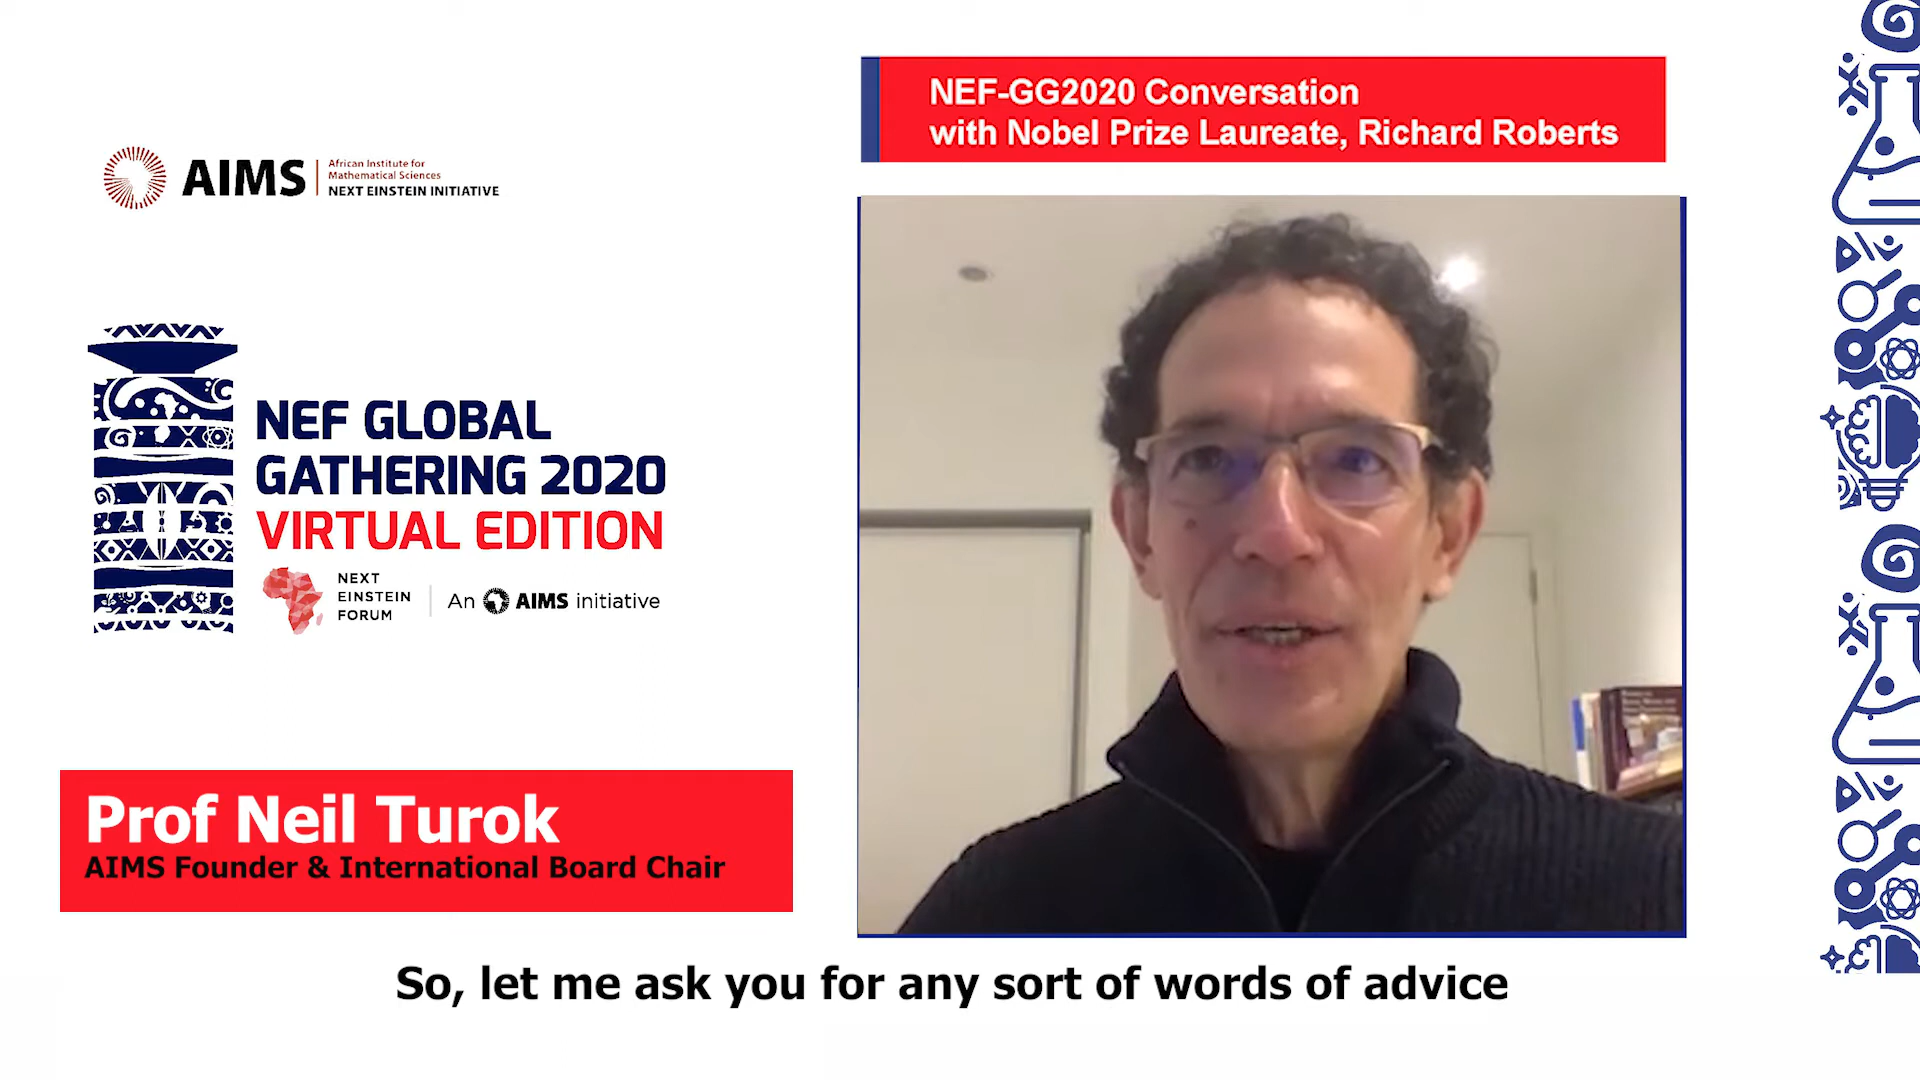 NEF-GG2020 Conversation
with Nobel Prize Laureate, Richard Roberts
AIMS
African Institute for
Mathematical Sciences
NEXT EINSTEIN INITIATIVE
NEF GLOBAL
GATHERING 2020
VIRTUAL EDITION
NEXT
EINSTEIN
FORUM
An AIMS initiative
Prof Neil Turok
AIMS Founder & International Board Chair
So, let me ask you for any sort of words of advice